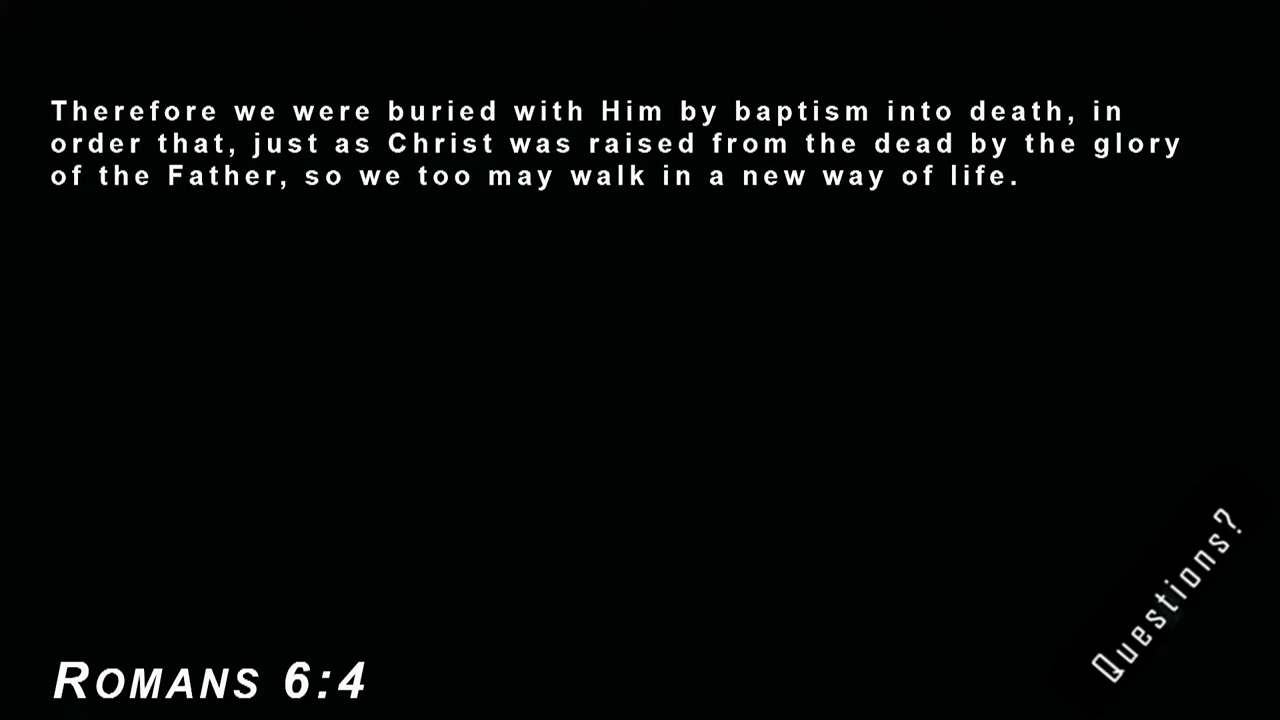 Therefore we were buried with Him by baptism into death, in
order that, just as Christ was raised from the dead by the glory
of the Father, so we too may walk in a new way of life.
Questions?
ROMANS 6:4